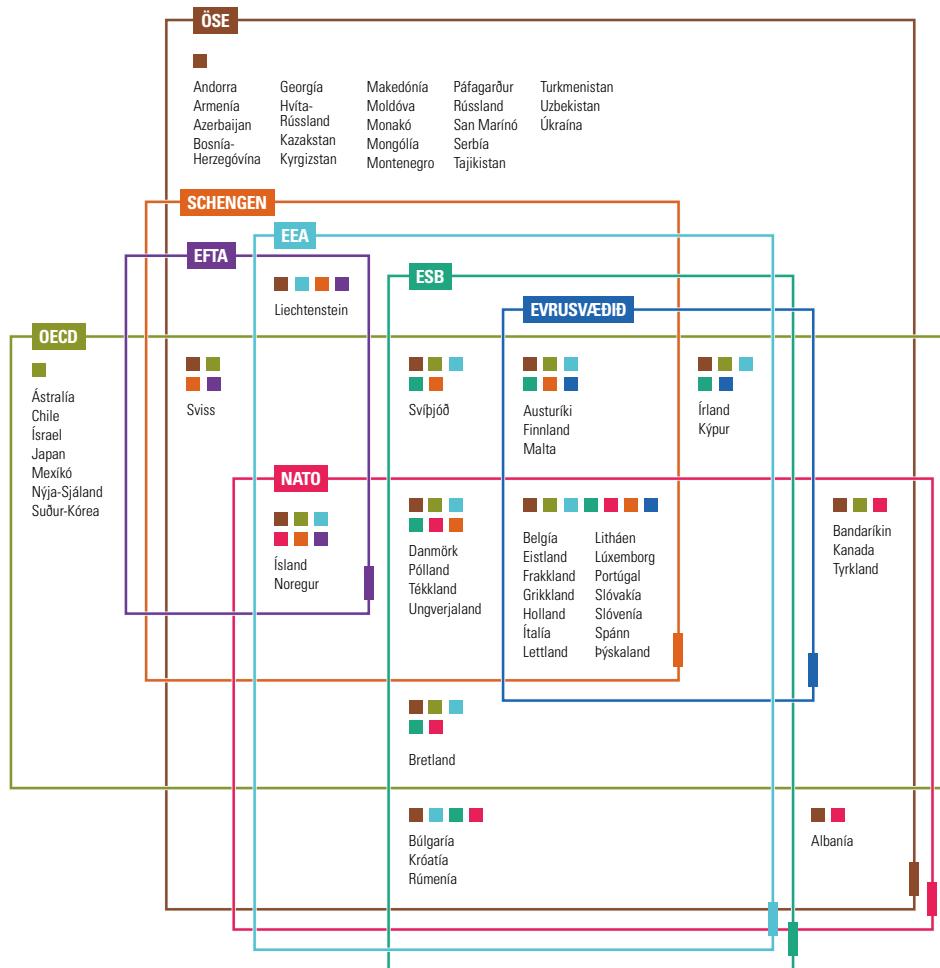 ÖSE
Andorra
Armenía
Azerbaijan
Bosnía-
Herzegóvína
Georgía
Hvíta-
Rússland
Kazakstan
Kyrgizstan
Makedónía
Moldóva
Monakó
Mongólía
Montenegro
Páfagarður
Rússland
San Marínó
Serbía
Tajikistan
Turkmenistan
Uzbekistan
Úkraína
SCHENGEN
EEA
EFTA
Liechtenstein
ESB
EVRUSVÆÐIÐ
OECD
Ástralía
Chile
Ísrael
Japan
Mexíkó
Nýja-Sjáland
Suður-Kórea
Sviss
Svíþjóð
Austuríki
Finnland
Malta
Írland
Kýpur
NATO
Ísland
Noregur
Danmörk
Pólland
Tékkland
Ungverjaland
Belgía
Eistland
Frakkland
Grikkland
Holland
Ítalía
Lettland
Litháen
Lúxemborg
Portúgal
Slóvakía
Slóvenía
Spánn
Þýskaland
Bandaríkin
Kanada
Tyrkland
Bretland
Búlgaría
Króatía
Rúmenía
Albanía